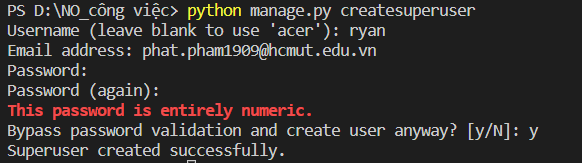 PS D:\NO_công việc> python manage.py createsuperuser
Username (leave blank to use 'acer'): ryan
Email address: phat.pham1909@hcmut.edu.vn
Password:
Password (again):
This password is entirely numeric.
Bypass password validation and create user anyway? [y/N]: y
Superuser created successfully.